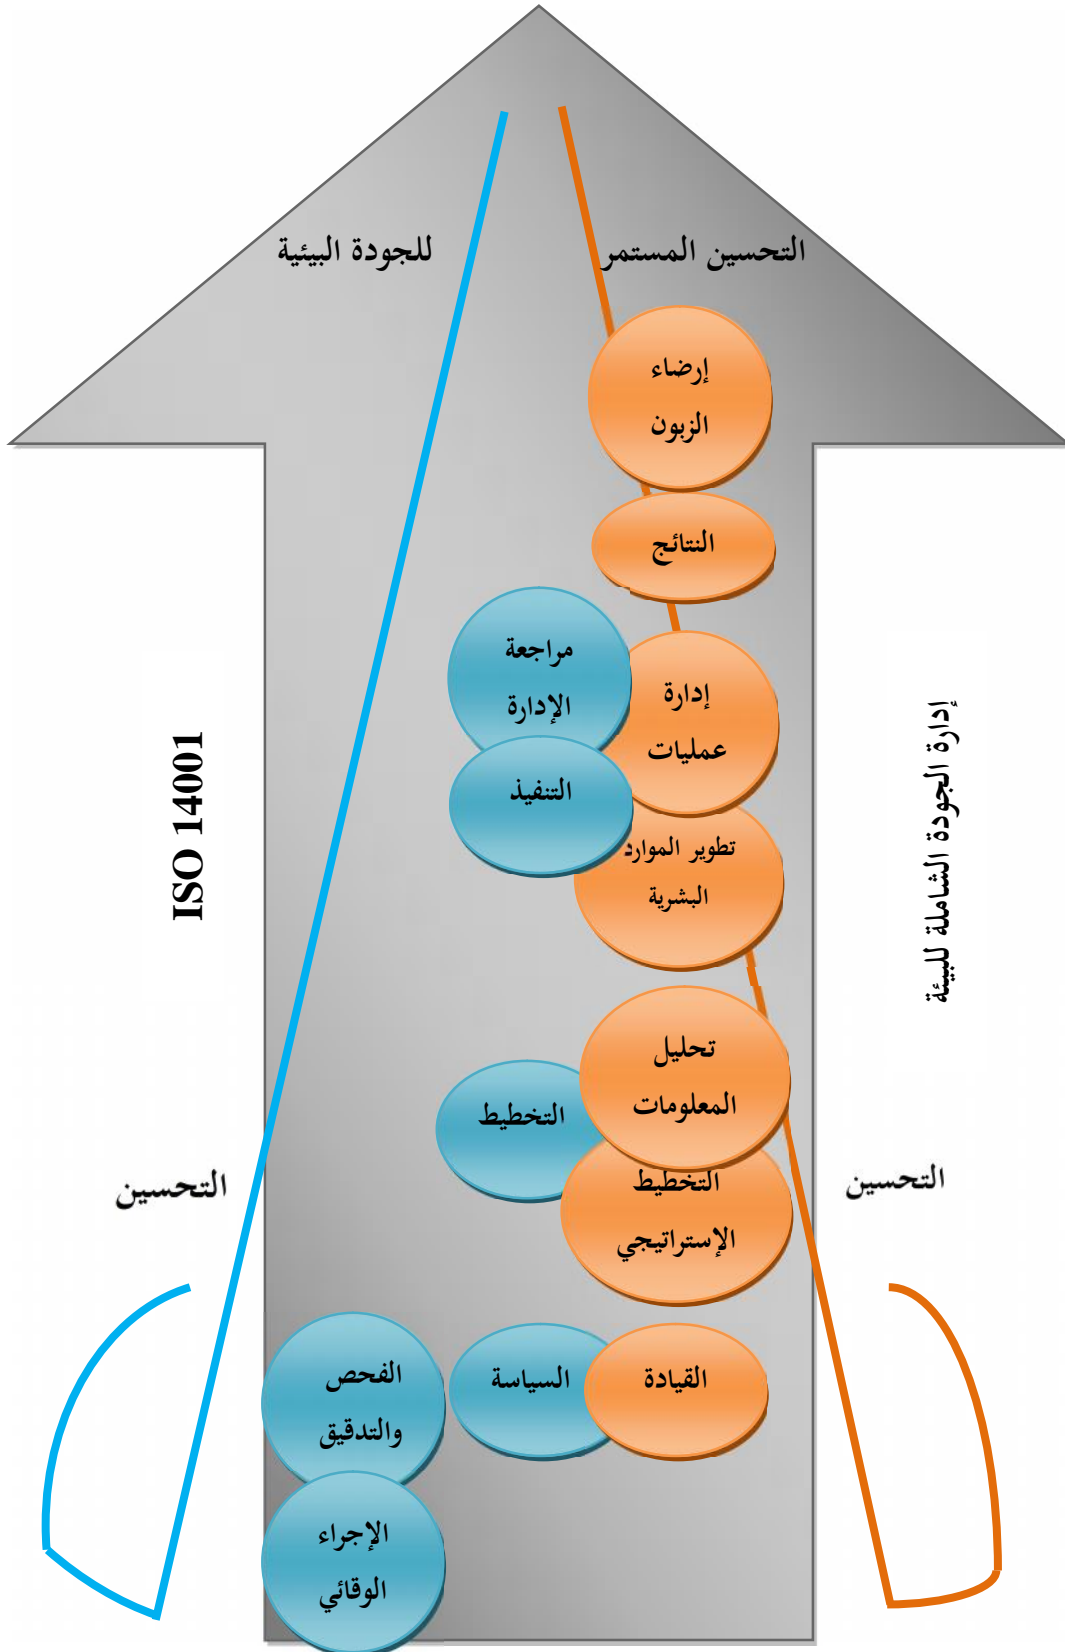 التحسين المستمر
للجودة البيئية
إرضاء
الزبون
النتائج
مراجعة
الإدارة
إدارة
عمليات
التنفيذ
تطوير الموارد
البشرية
إدارة الجودة الشاملة للبيئة
ISO 14001
تحليل
المعلومات
التخطيط
التخطيط
الإستراتيجي
التحسين
التحسين
القيادة
السياسة
الفحص
والتدقيق
الإجراء
الوقائي